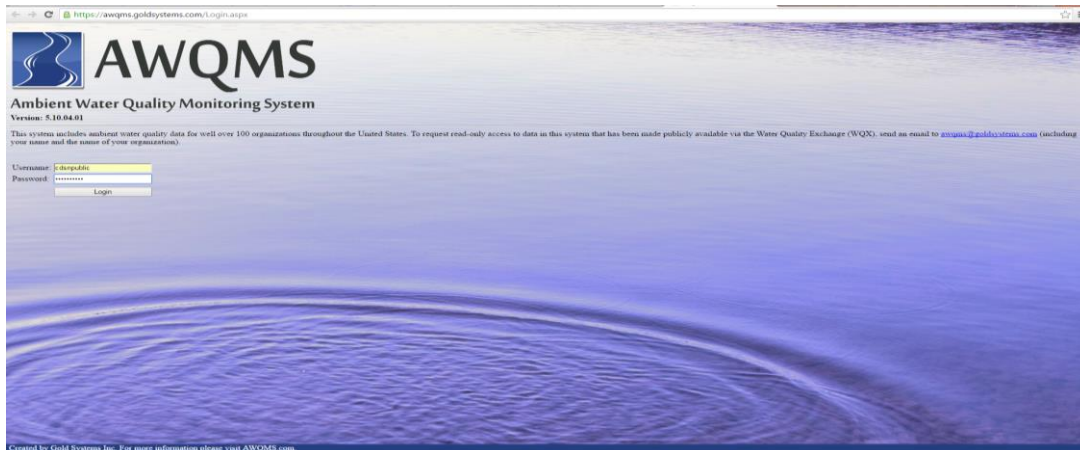 https://awqms.goldsystems.com/Login.aspx
AWQMS
Ambient Water Quality Monitoring System
Version: 5.10.04.01
This system includes ambient water quality data for well over 100 organizations throughout the United States. To request read-only access to data in this system that has been made publicly available via the Water Quality Exchange (WQX), send an email to awqms@goldsystems.com (including
your name and the name of your organization).
Username:
Password: ••••••••••
Login
Created by Gold Systems Inc. For more information please visit AWQMS.com